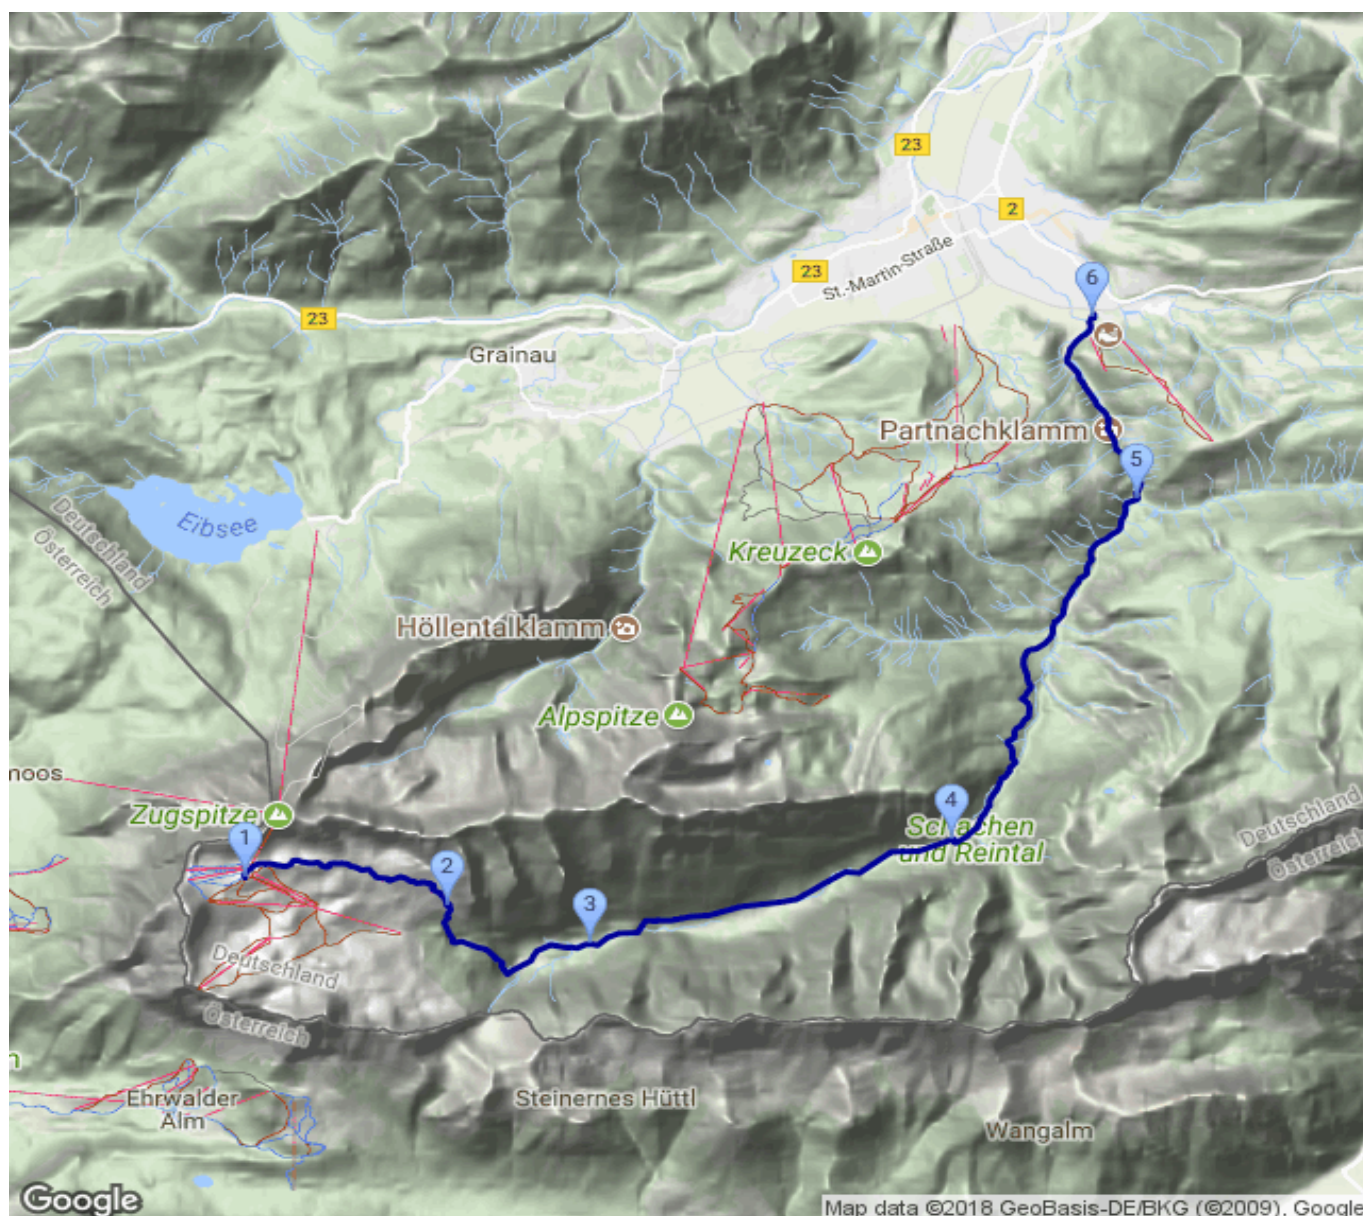 23
2
23
St.-Martin-Straße
6
23
Grainau
Partnachklamm
5
Eibsee
Deutschland
Österreich
Kreuzeck
Höllentalklamm
Alpspitze
moos
Zugspitze
4
Schachen
und Reintal
Deutschland
Österreich
1
2
3
Deutschland
Österreich
n
Ehrwalder
Alm
Steinernes Hüttl
Wangalm
Google
Map data ©2018 GeoBasis-DE/BKG (©2009), Google